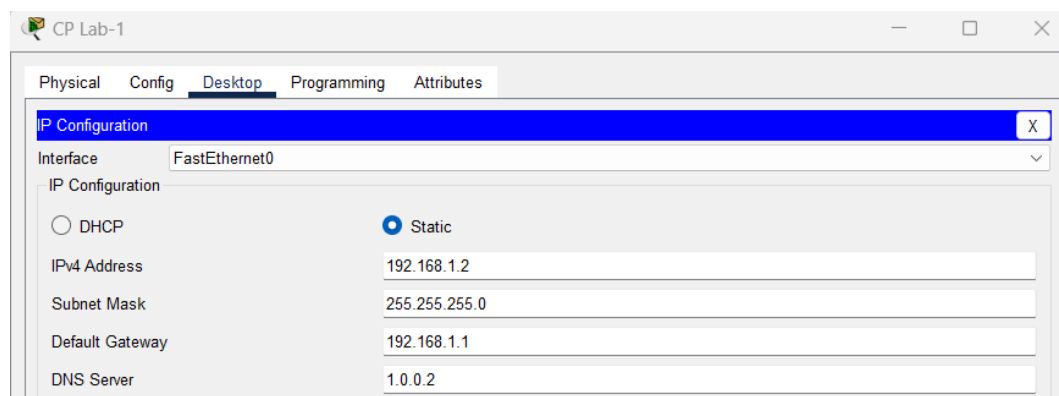 CP Lab-1
Physical Config Desktop Programming Attributes
IP Configuration X
Interface FastEthernet0
IP Configuration
DHCP Static
IPv4 Address 192.168.1.2
Subnet Mask 255.255.255.0
Default Gateway 192.168.1.1
DNS Server 1.0.0.2